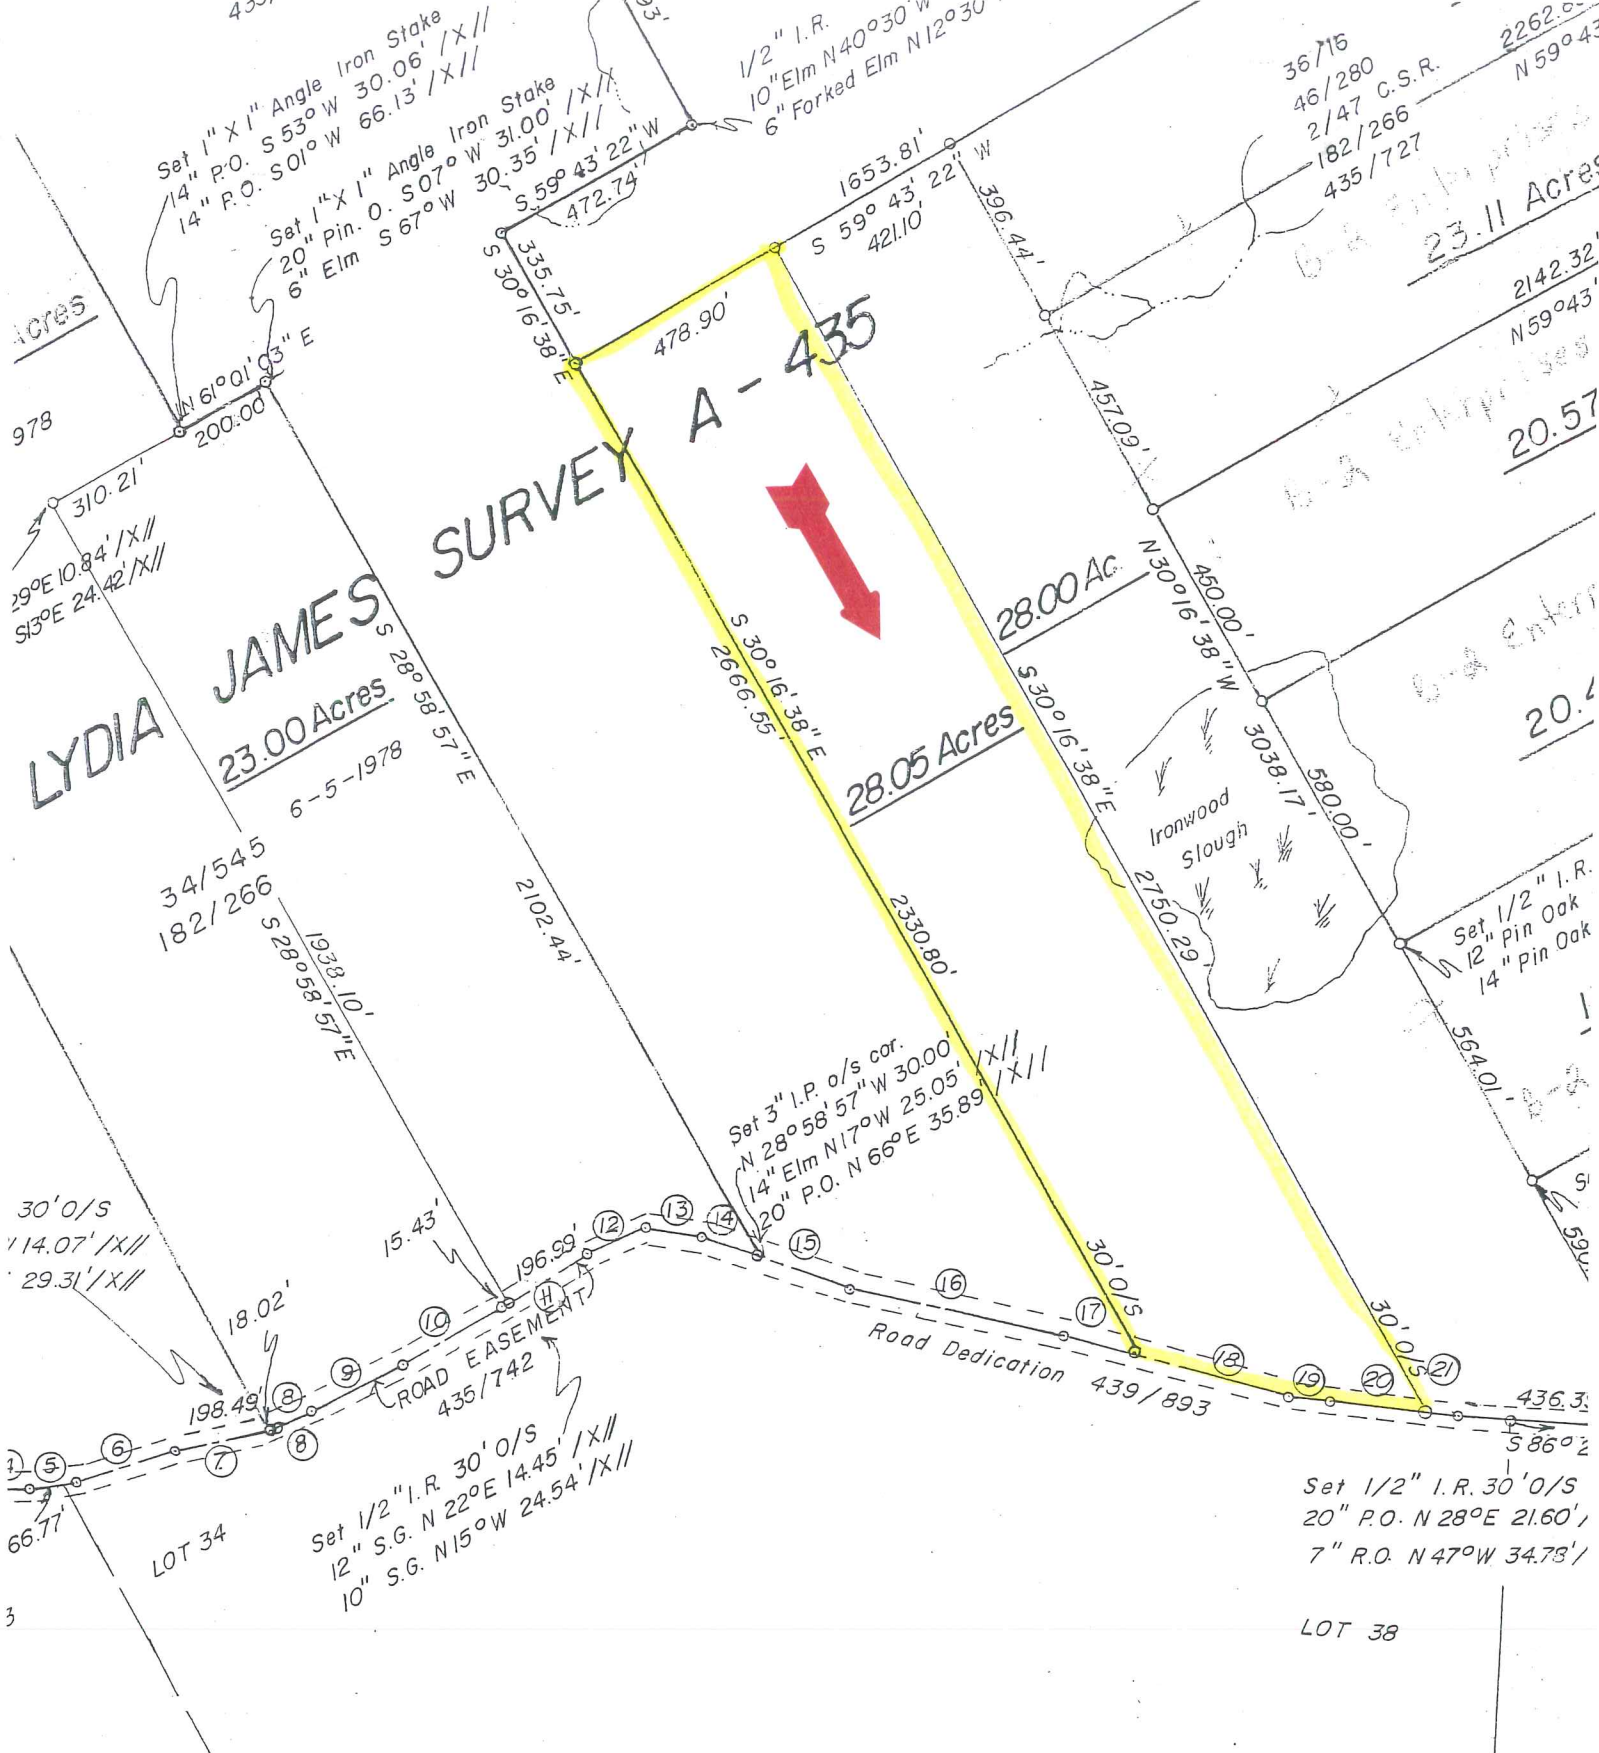 Set 1" X 1" Angle Iron Stake
14" P.O. S 53° W 30.06' /X//
14" P.O. S 01° W 66.13' /X//
Set 1" X 1" Angle Iron Stake
20" Pin. O. S 07° W 31.00' /X//
6" Elm S 67° W 30.35' /X//
1/2" I.R.
10" Elm N 40° 30' W
6" Forked Elm N 12° 30'
S 59° 43' 22" W
472.74'
1653.81'
S 59° 43' 22" W
421.10'
396.44'
36/15
46/280
2/47 C.S.R.
182/266
435/727
N 59° 43'
23.11 Acres
2142.32'
N 59° 43'
B-2 Enterprises
B-2 Enterprises
20.57
335.75'
S 30° 16' 38" E
478.90'
Acres
978
N 61° 01' 03" E
200.00'
310.21'
29° E 10.84' /X//
S13° E 24.42' /X//
LYDIA JAMES SURVEY A - 435
457.09'
28.00 Ac.
450.00'
N 30° 16' 38" W
3038.17'
580.00'
S 28° 58' 57" E
23.00 Acres
6-5-1978
34/545
182/266
S 30° 16' 38" E
2666.55'
28.05 Acres
S 30° 16' 38" E
Ironwood
Slough
20.4
2102.44'
2330.80'
2750.29'
1938.10'
S 28° 58' 57" E
Set 1/2" I.R.
12" Pin Oak
14" Pin Oak
564.01'
B-2
Set 3" I.P. o/s cor.
N 28° 58' 57" W 30.00'
14" Elm N 17° W 25.05' /X//
20" P.O. N 66° E 35.89' /X//
30' O/S
14.07' /X//
29.31' /X//
15.43'
196.99'
12
13
14
15
16
17
18
19
20
21
30' O/S
30' O/S
18.02'
198.49'
5
6
7
8
8
9
10
66.77'
ROAD EASEMENT
435/742
Road Dedication 439/893
436.3
S 86° 2
Set 1/2" I.R. 30' O/S
12" S.G. N 22° E 14.45' /X//
10" S.G. N 15° W 24.54' /X//
Set 1/2" I.R. 30' O/S
20" P.O. N 28° E 21.60'/
7" R.O. N 47° W 34.78'/
LOT 34
LOT 38